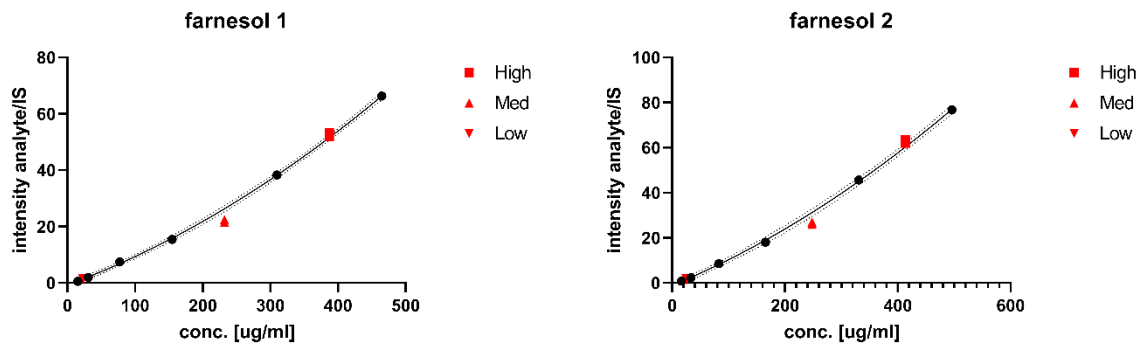 farnesol 1
80
60
40
20
0
0 100 200 300 400 500
intensity analyte/IS
conc. [ug/ml]
High
Med
Low
farnesol 2
100
80
60
40
20
0
0 200 400 600
intensity analyte/IS
conc. [ug/ml]
High
Med
Low